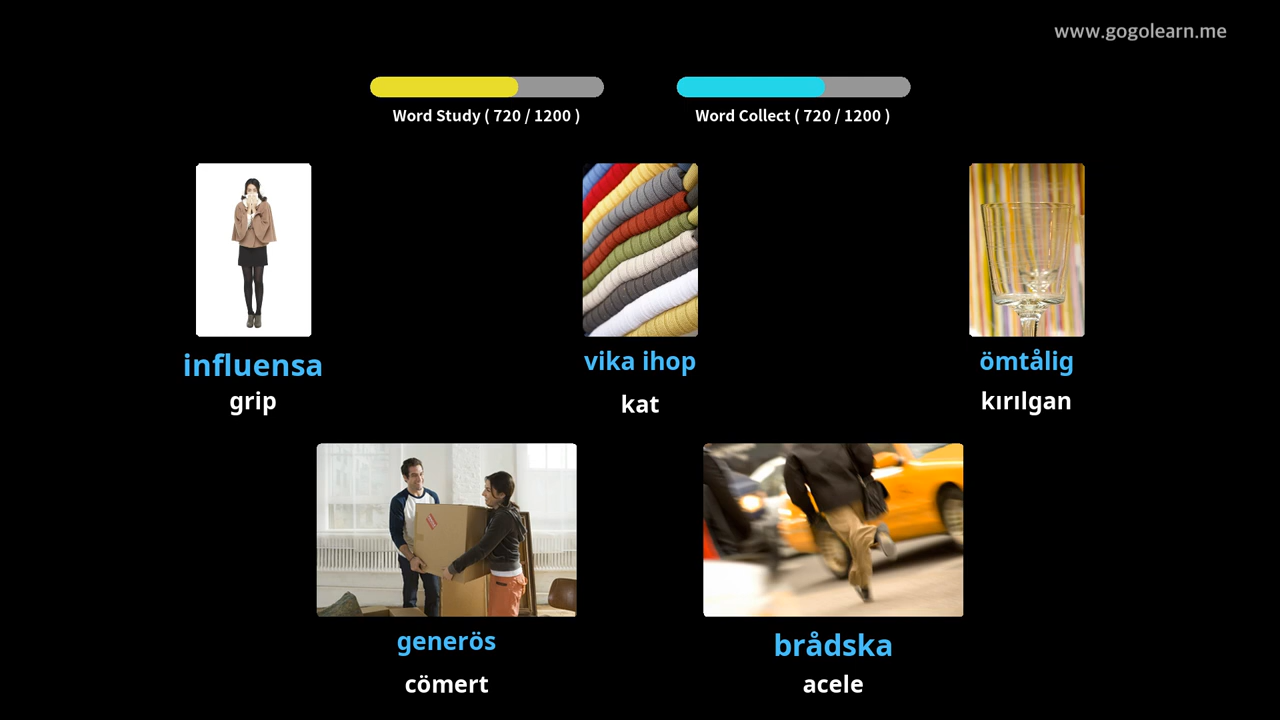 www.gogolearn.me
Word Study ( 720 / 1200 )
Word Collect ( 720 / 1200 )
influensa
grip
vika ihop
kat
ömtålig
kırılgan
generös
cömert
brådska
acele